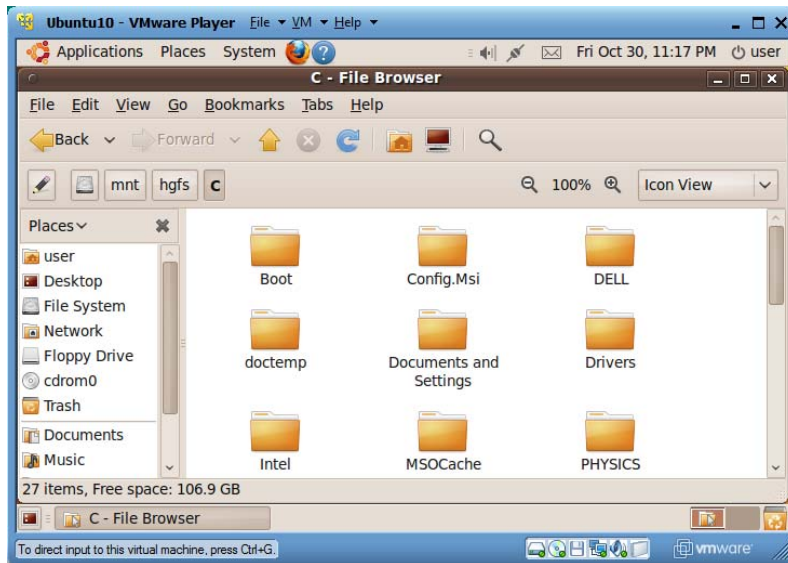 Ubuntu10 - VMware Player File VM Help
Applications Places System Fri Oct 30, 11:17 PM user
C - File Browser
File Edit View Go Bookmarks Tabs Help
Back Forward
mnt hgfs C 100% Icon View
Places
user
Desktop
File System
Network
Floppy Drive
cdrom0
Trash
Documents
Music
Boot Config.Msi DELL
doctemp Documents and Settings Drivers
Intel MSOCache PHYSICS
27 items, Free space: 106.9 GB
C - File Browser
To direct input to this virtual machine, press Ctrl+G.
vmware